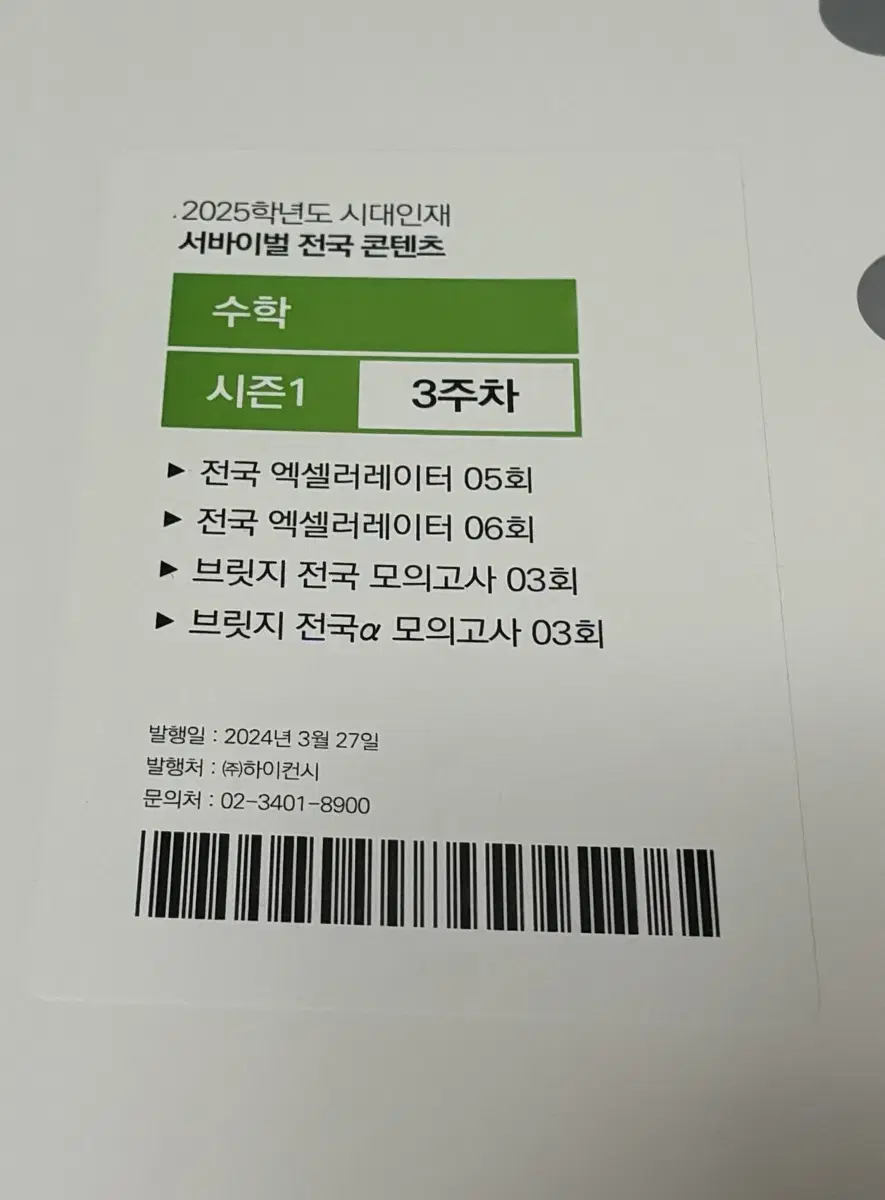 2025학년도 시대인재
서바이벌 전국 콘텐츠
수학
시즌1 3주차
▶ 전국 엑셀러레이터 05회
▶ 전국 엑셀러레이터 06회
▶ 브릿지 전국 모의고사 03회
▶ 브릿지 전국α 모의고사 03회
발행일 : 2024년 3월 27일
발행처 : ㈜하이컨시
문의처 : 02-3401-8900